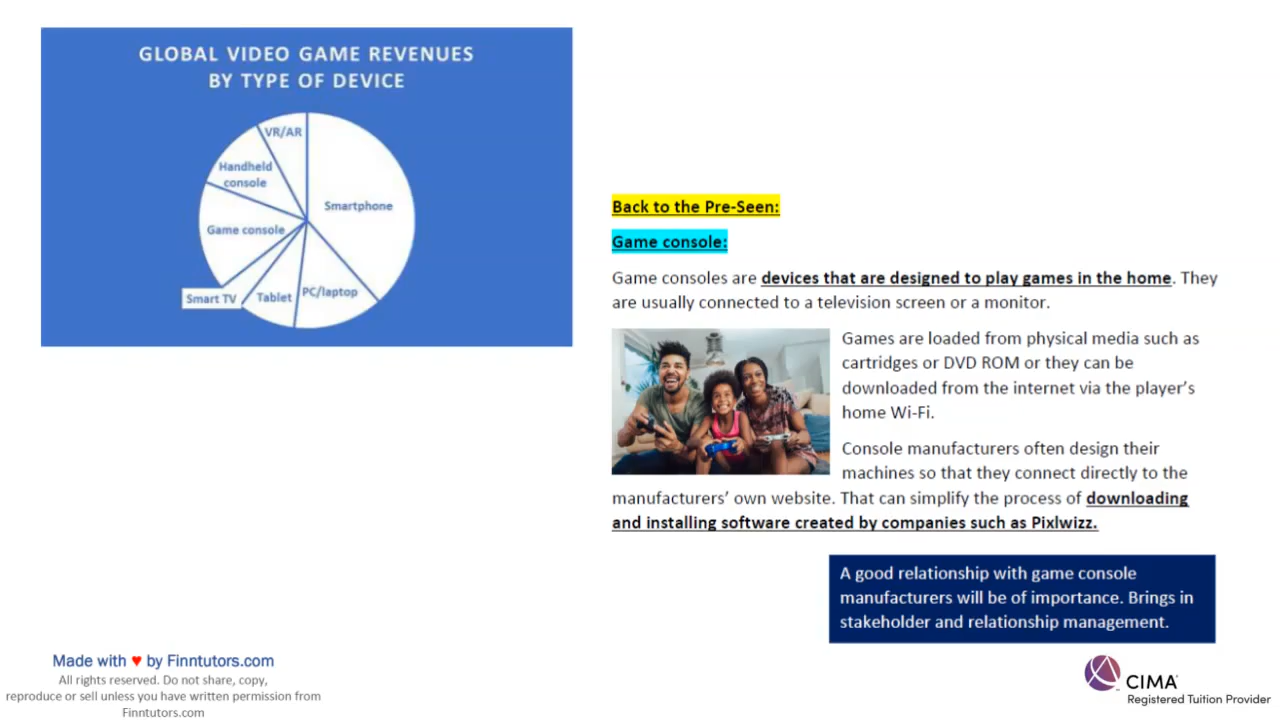 GLOBAL VIDEO GAME REVENUES
BY TYPE OF DEVICE
VR/AR
Handheld
console
Smartphone
Game console
Smart TV
Tablet
PC/laptop
Back to the Pre-Seen:
Game console:
Game consoles are devices that are designed to play games in the home. They
are usually connected to a television screen or a monitor.
Games are loaded from physical media such as
cartridges or DVD ROM or they can be
downloaded from the internet via the player’s
home Wi-Fi.
Console manufacturers often design their
machines so that they connect directly to the
manufacturers’ own website. That can simplify the process of downloading
and installing software created by companies such as Pixlwizz.
A good relationship with game console
manufacturers will be of importance. Brings in
stakeholder and relationship management.
Made with ♥ by Finntutors.com
All rights reserved. Do not share, copy,
reproduce or sell unless you have written permission from
Finntutors.com
CIMA
Registered Tuition Provider